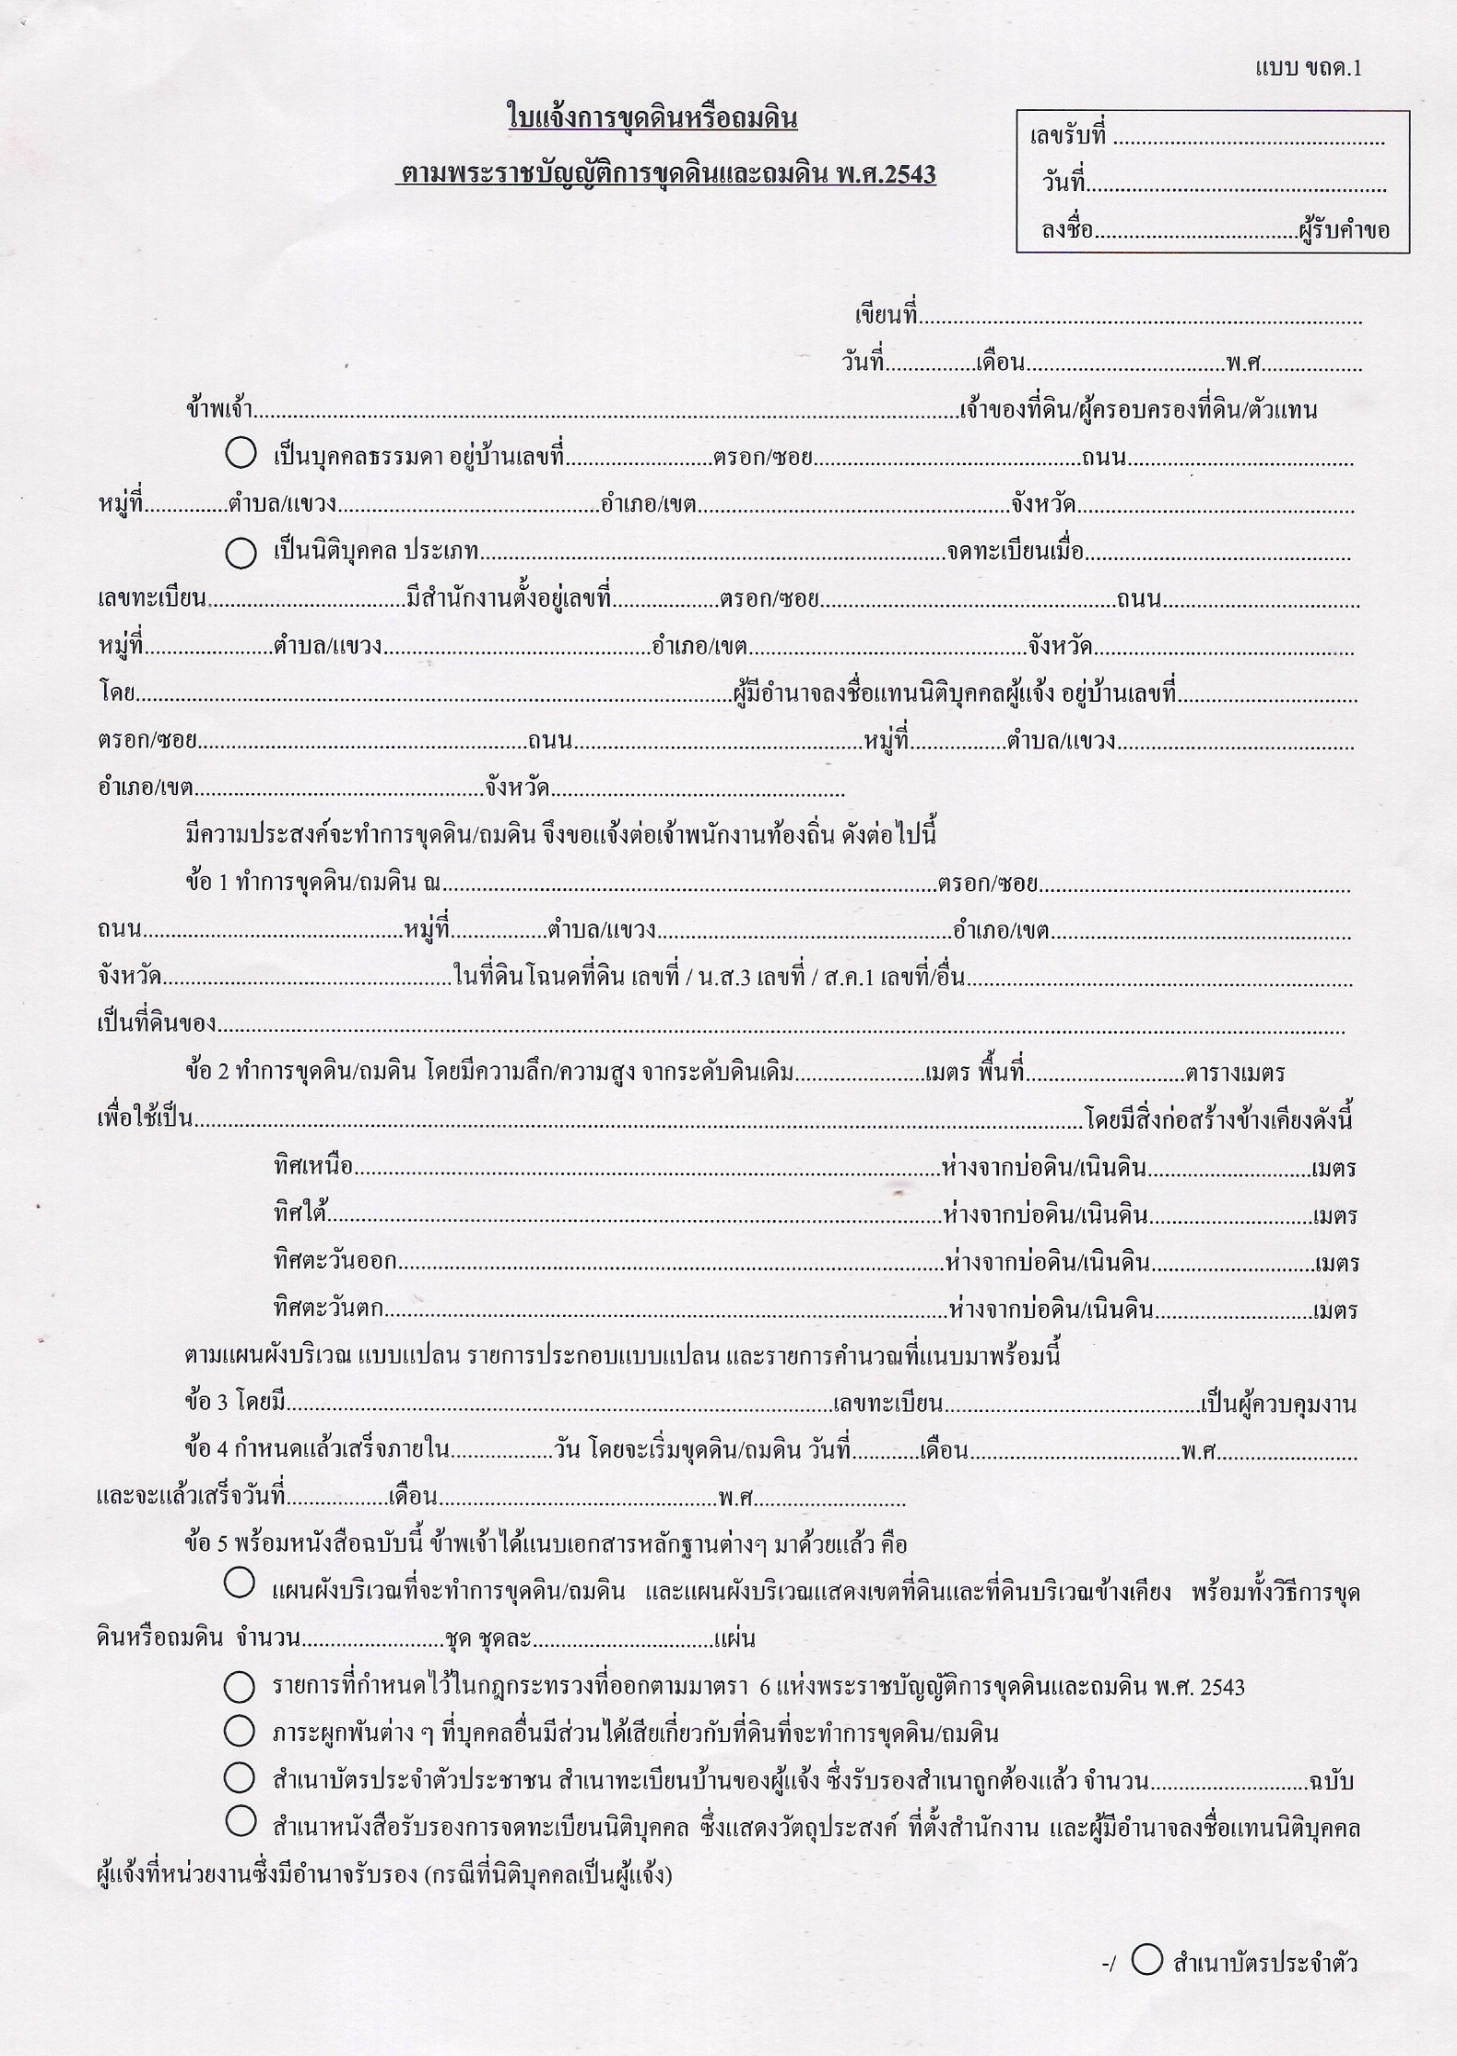 แบบ ขถด.1
ใบแจ้งการขุดดินหรือถมดิน
ตามพระราชบัญญัติการขุดดินและถมดิน พ.ศ.2543
เลขรับที่ ................................................
วันที่.....................................................
ลงชื่อ....................................ผู้รับคำขอ
เขียนที่..............................................................................
วันที่................เดือน...................................พ.ศ..................
ข้าพเจ้า............................................................................................................................เจ้าของที่ดิน/ผู้ครอบครองที่ดิน/ตัวแทน
○ เป็นบุคคลธรรมดา อยู่บ้านเลขที่..........................ตรอก/ซอย...............................................ถนน........................................
หมู่ที่...............ตำบล/แขวง..............................................อำเภอ/เขต.......................................................จังหวัด.................................................
○ เป็นนิติบุคคล ประเภท..................................................................................จดทะเบียนเมื่อ...............................................
เลขทะเบียน...................................มีสำนักงานตั้งอยู่เลขที่...................ตรอก/ซอย....................................................ถนน...................................
หมู่ที่.......................ตำบล/แขวง...............................................อำเภอ/เขต.................................................จังหวัด..............................................
โดย.........................................................................................................ผู้มีอำนาจลงชื่อแทนนิติบุคคลผู้แจ้ง อยู่บ้านเลขที่................................
ตรอก/ซอย..........................................................ถนน...................................................หมู่ที่.................ตำบล/แขวง..........................................
อำเภอ/เขต...................................................จังหวัด....................................................
มีความประสงค์จะทำการขุดดิน/ถมดิน จึงขอแจ้งต่อเจ้าพนักงานท้องถิ่น ดังต่อไปนี้
ข้อ 1 ทำการขุดดิน/ถมดิน ณ.......................................................................................ตรอก/ซอย.......................................................
ถนน..............................................หมู่ที่.................ตำบล/แขวง....................................................อำเภอ/เขต.....................................................
จังหวัด...................................................ในที่ดินโฉนดที่ดิน เลขที่ / น.ส.3 เลขที่ / ส.ค.1 เลขที่/อื่น....................................................................
เป็นที่ดินของ......................................................................................................................................................................................................
ข้อ 2 ทำการขุดดิน/ถมดิน โดยมีความลึก/ความสูง จากระดับดินเดิม.......................เมตร พื้นที่............................ตารางเมตร
เพื่อใช้เป็น............................................................................................................................................................โดยมีสิ่งก่อสร้างข้างเคียงดังนี้
ทิศเหนือ.......................................................................................................ห่างจากบ่อดิน/เนินดิน.............................เมตร
ทิศใต้............................................................................................................ห่างจากบ่อดิน/เนินดิน.............................เมตร
ทิศตะวันออก................................................................................................ห่างจากบ่อดิน/เนินดิน.............................เมตร
ทิศตะวันตก...................................................................................................ห่างจากบ่อดิน/เนินดิน............................เมตร
ตามแผนผังบริเวณ แบบแปลน รายการประกอบแบบแปลน และรายการคำนวณที่แนบมาพร้อมนี้
ข้อ 3 โดยมี................................................................................................เลขทะเบียน.............................................เป็นผู้ควบคุมงาน
ข้อ 4 กำหนดแล้วเสร็จภายใน..................วัน โดยจะเริ่มขุดดิน/ถมดิน วันที่............เดือน.....................................พ.ศ.........................
และจะแล้วเสร็จวันที่..................เดือน.................................................พ.ศ...........................
ข้อ 5 พร้อมหนังสือฉบับนี้ ข้าพเจ้าได้แนบเอกสารหลักฐานต่างๆ มาด้วยแล้ว คือ
○ แผนผังบริเวณที่จะทำการขุดดิน/ถมดิน และแผนผังบริเวณแสดงเขตที่ดินและที่ดินบริเวณข้างเคียง พร้อมทั้งวิธีการขุด
ดินหรือถมดิน จำนวน.........................ชุด ชุดละ................................แผ่น
○ รายการที่กำหนดไว้ในกฎกระทรวงที่ออกตามมาตรา 6 แห่งพระราชบัญญัติการขุดดินและถมดิน พ.ศ. 2543
○ ภาระผูกพันต่าง ๆ ที่บุคคลอื่นมีส่วนได้เสียเกี่ยวกับที่ดินที่จะทำการขุดดิน/ถมดิน
○ สำเนาบัตรประจำตัวประชาชน สำเนาทะเบียนบ้านของผู้แจ้ง ซึ่งรับรองสำเนาถูกต้องแล้ว จำนวน............................ฉบับ
○ สำเนาหนังสือรับรองการจดทะเบียนนิติบุคคล ซึ่งแสดงวัตถุประสงค์ ที่ตั้งสำนักงาน และผู้มีอำนาจลงชื่อแทนนิติบุคคล
ผู้แจ้งที่หน่วยงานซึ่งมีอำนาจรับรอง (กรณีที่นิติบุคคลเป็นผู้แจ้ง)
-/ ○ สำเนาบัตรประจำตัว